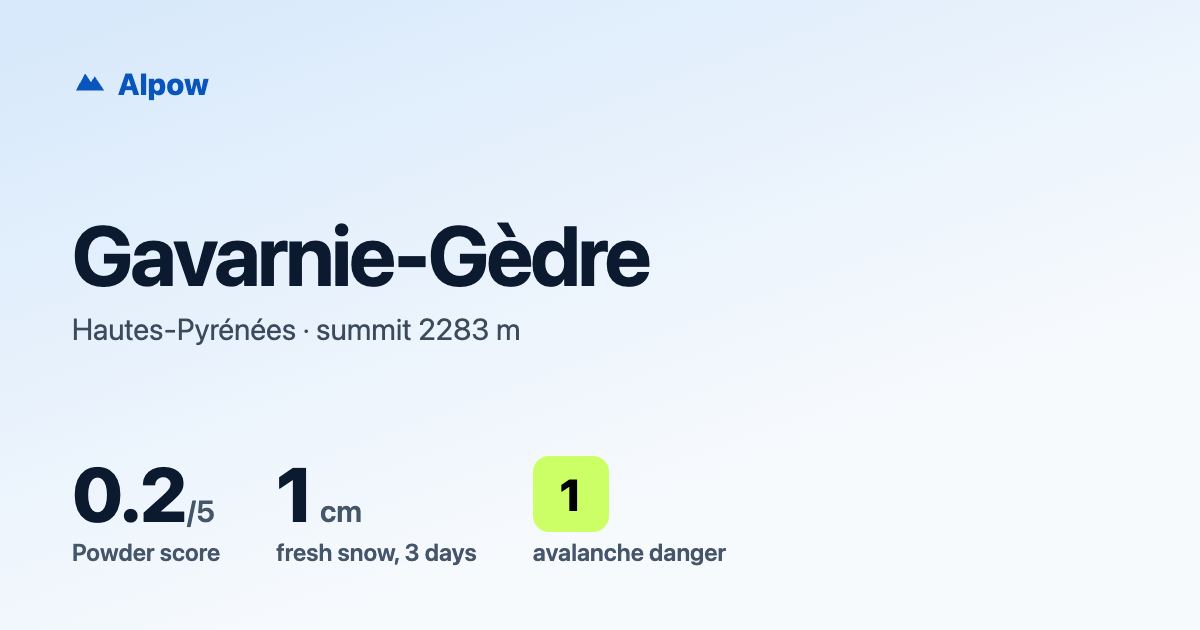 Alpow
Gavarnie-Gèdre
Hautes-Pyrénées · summit 2283 m
0.2/5
Powder score
1 cm
fresh snow, 3 days
1
avalanche danger